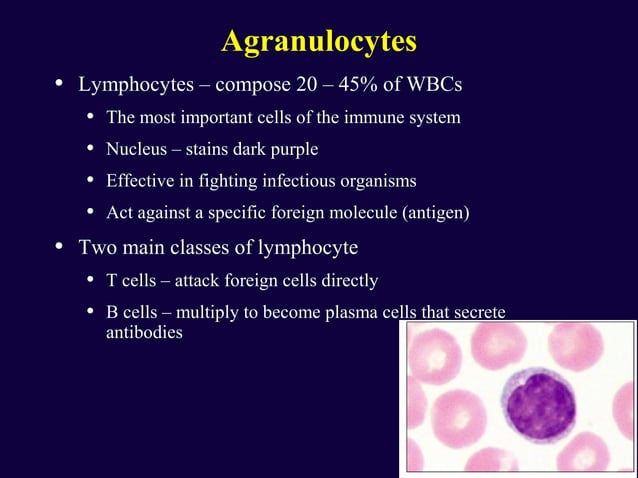 Agranulocytes
• Lymphocytes – compose 20 – 45% of WBCs
• The most important cells of the immune system
• Nucleus – stains dark purple
• Effective in fighting infectious organisms
• Act against a specific foreign molecule (antigen)
• Two main classes of lymphocyte
• T cells – attack foreign cells directly
• B cells – multiply to become plasma cells that secrete
antibodies